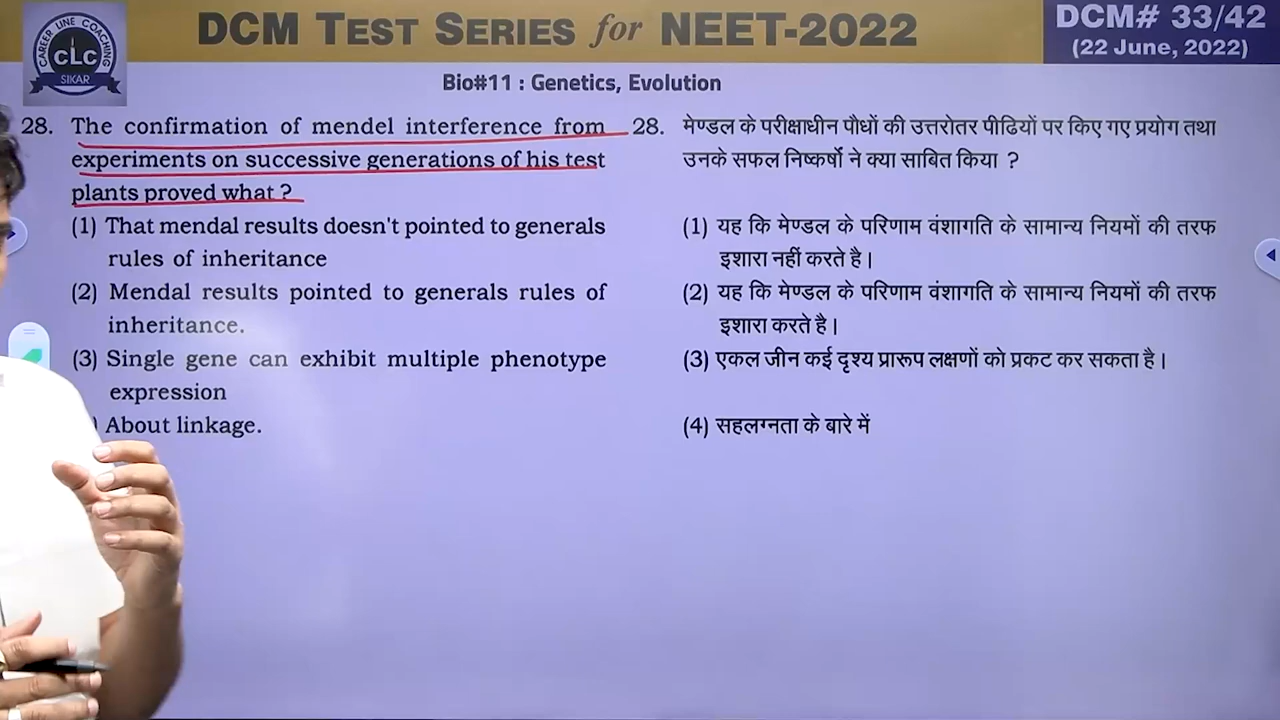 CAREER LINE COACHING
CLC
SIKAR
DCM TEST SERIES for NEET-2022
DCM# 33/42
(22 June, 2022)
Bio#11 : Genetics, Evolution
28. The confirmation of mendel interference from
experiments on successive generations of his test
plants proved what ?
(1) That mendal results doesn't pointed to generals
rules of inheritance
(2) Mendal results pointed to generals rules of
inheritance.
(3) Single gene can exhibit multiple phenotype
expression
) About linkage.
28. मेण्डल के परीक्षाधीन पौधों की उत्तरोतर पीढियों पर किए गए प्रयोग तथा
उनके सफल निष्कर्षो ने क्या साबित किया ?
(1) यह कि मेण्डल के परिणाम वंशागति के सामान्य नियमों की तरफ
इशारा नहीं करते है।
(2) यह कि मेण्डल के परिणाम वंशागति के सामान्य नियमों की तरफ
इशारा करते है।
(3) एकल जीन कई दृश्य प्रारूप लक्षणों को प्रकट कर सकता है।
(4) सहलग्नता के बारे में